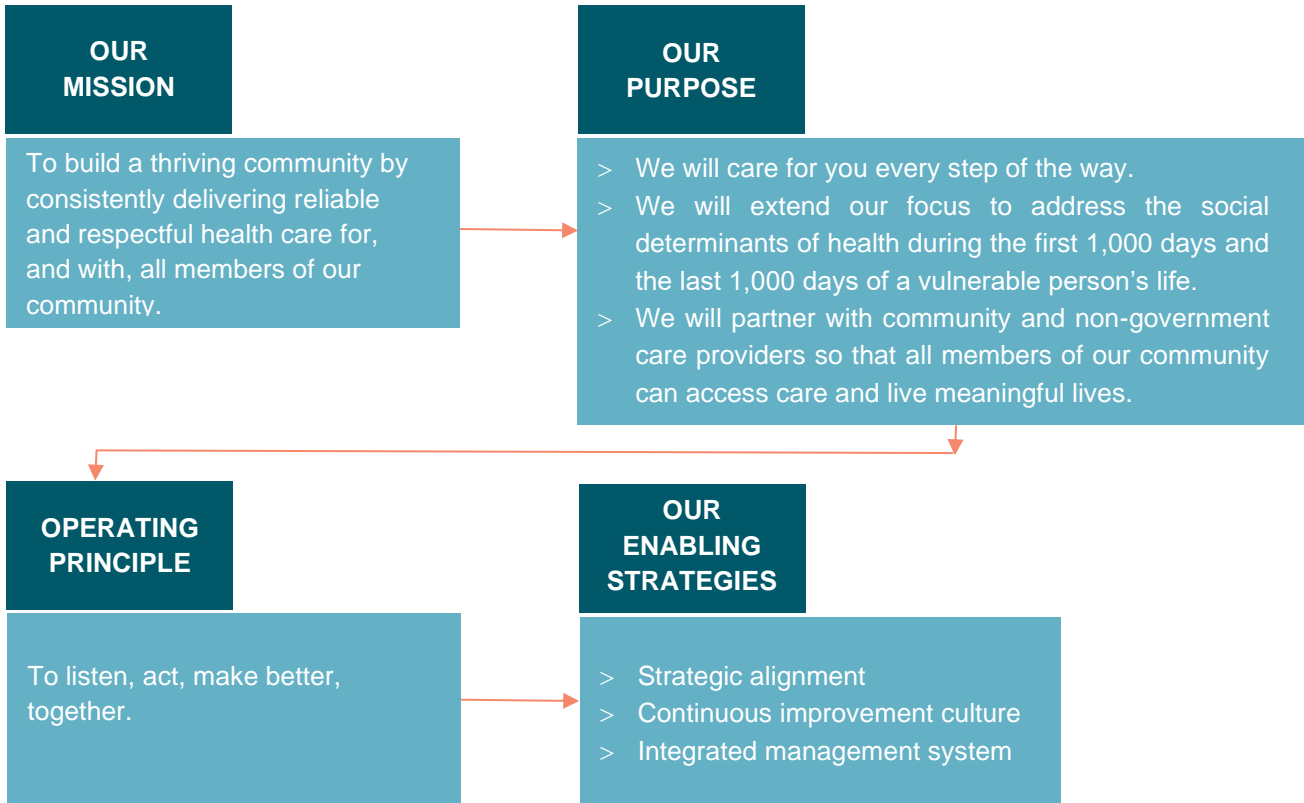 OUR
MISSION
To build a thriving community by
consistently delivering reliable
and respectful health care for,
and with, all members of our
community.
OUR
PURPOSE
> We will care for you every step of the way.
> We will extend our focus to address the social
determinants of health during the first 1,000 days and
the last 1,000 days of a vulnerable person’s life.
> We will partner with community and non-government
care providers so that all members of our community
can access care and live meaningful lives.
OPERATING
PRINCIPLE
To listen, act, make better,
together.
OUR
ENABLING
STRATEGIES
> Strategic alignment
> Continuous improvement culture
> Integrated management system